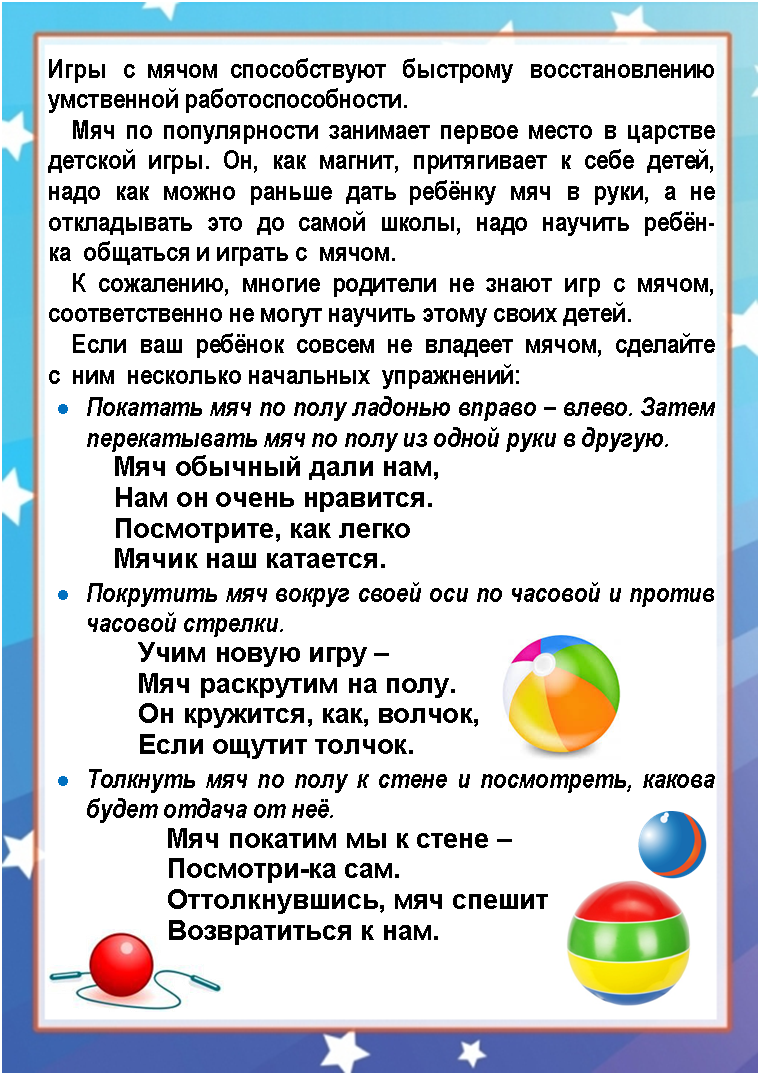 Игры с мячом способствуют быстрому восстановлению
умственной работоспособности.
Мяч по популярности занимает первое место в царстве
детской игры. Он, как магнит, притягивает к себе детей,
надо как можно раньше дать ребёнку мяч в руки, а не
откладывать это до самой школы, надо научить ребён-
ка общаться и играть с мячом.
К сожалению, многие родители не знают игр с мячом,
соответственно не могут научить этому своих детей.
Если ваш ребёнок совсем не владеет мячом, сделайте
с ним несколько начальных упражнений:
• Покатать мяч по полу ладонью вправо – влево. Затем
перекатывать мяч по полу из одной руки в другую.
Мяч обычный дали нам,
Нам он очень нравится.
Посмотрите, как легко
Мячик наш катается.
• Покрутить мяч вокруг своей оси по часовой и против
часовой стрелки.
Учим новую игру –
Мяч раскрутим на полу.
Он кружится, как, волчок,
Если ощутит толчок.
• Толкнуть мяч по полу к стене и посмотреть, какова
будет отдача от неё.
Мяч покатим мы к стене –
Посмотри-ка сам.
Оттолкнувшись, мяч спешит
Возвратиться к нам.